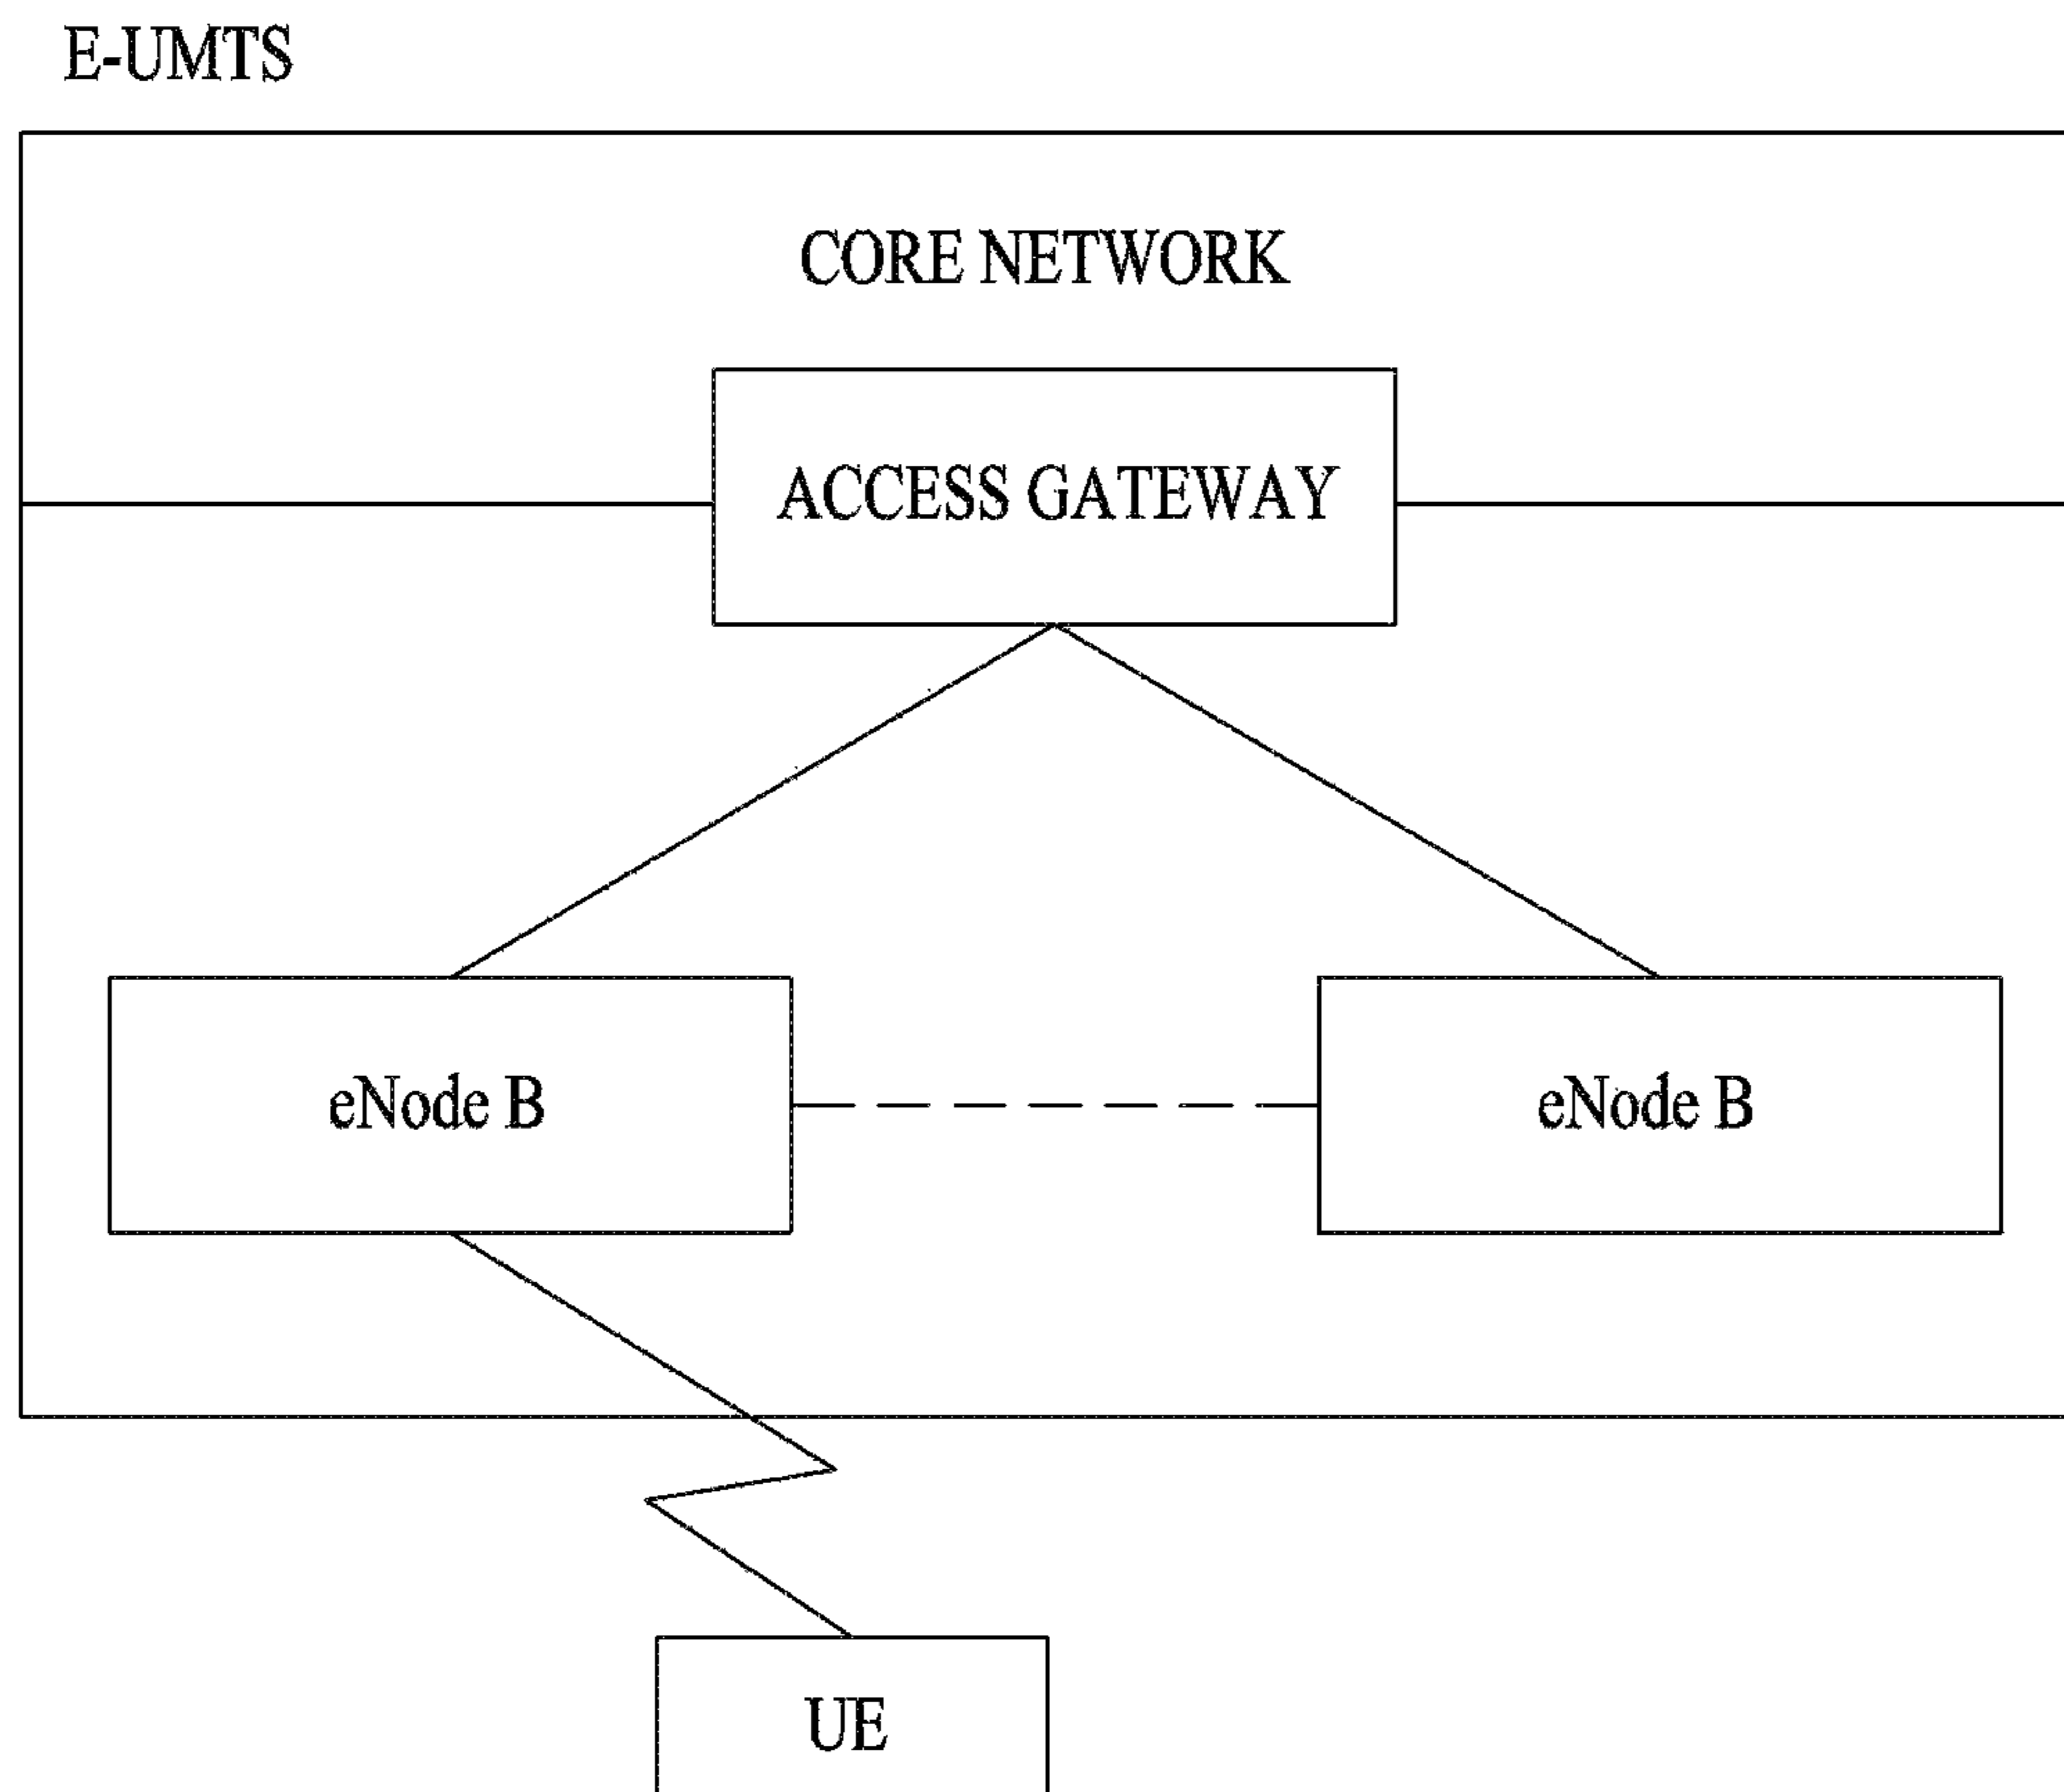 E-UMTS
CORE NETWORK
ACCESS GATEWAY
eNode B
eNode B
UE